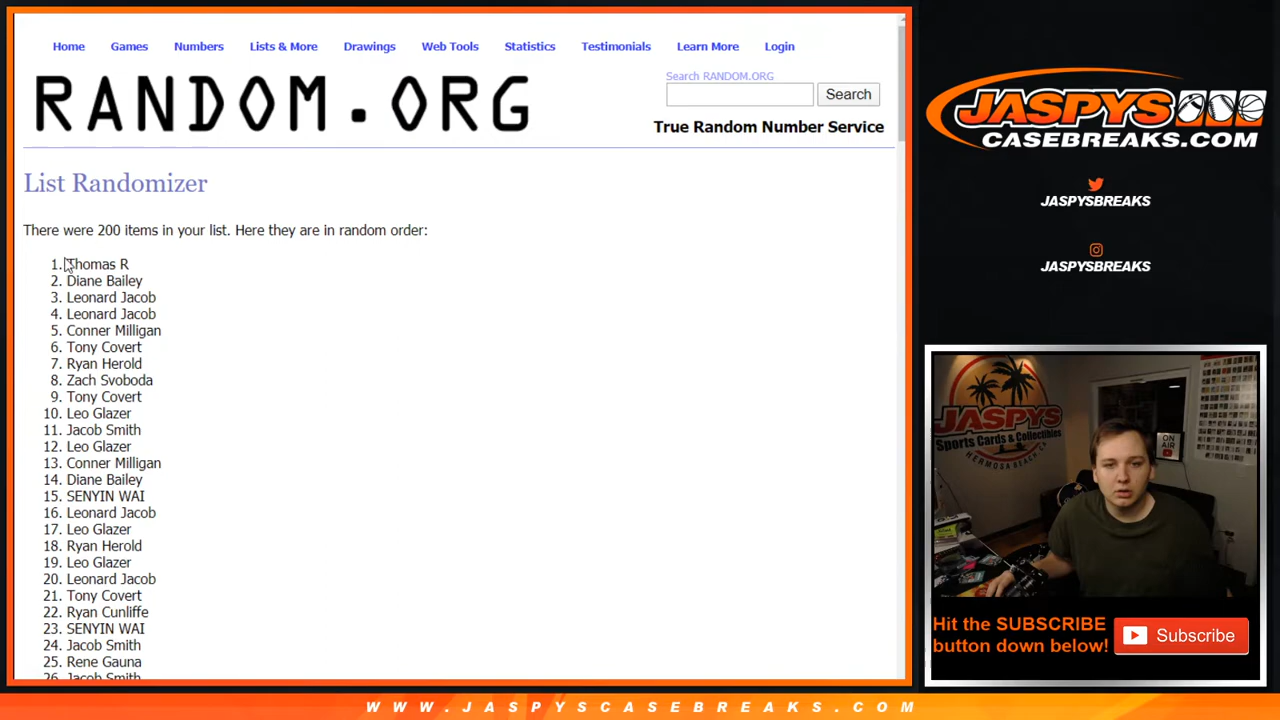 Home Games Numbers Lists & More Drawings Web Tools Statistics Testimonials Learn More Login
RANDOM.ORG
Search RANDOM.ORG
Search
True Random Number Service
List Randomizer
There were 200 items in your list. Here they are in random order:
1. Thomas R
2. Diane Bailey
3. Leonard Jacob
4. Leonard Jacob
5. Conner Milligan
6. Tony Covert
7. Ryan Herold
8. Zach Svoboda
9. Tony Covert
10. Leo Glazer
11. Jacob Smith
12. Leo Glazer
13. Conner Milligan
14. Diane Bailey
15. SENYIN WAI
16. Leonard Jacob
17. Leo Glazer
18. Ryan Herold
19. Leo Glazer
20. Leonard Jacob
21. Tony Covert
22. Ryan Cunliffe
23. SENYIN WAI
24. Jacob Smith
25. Rene Gauna
26. Jacob Smith
JASPYS
CASEBREAKS.COM
JASPYSBREAKS
JASPYSBREAKS
JASPYS
Sports Cards & Collectibles
HERMOSA BEACH
ON
AIR
Hit the SUBSCRIBE
button down below!
Subscribe
WWW.JASPYSCASEBREAKS.COM